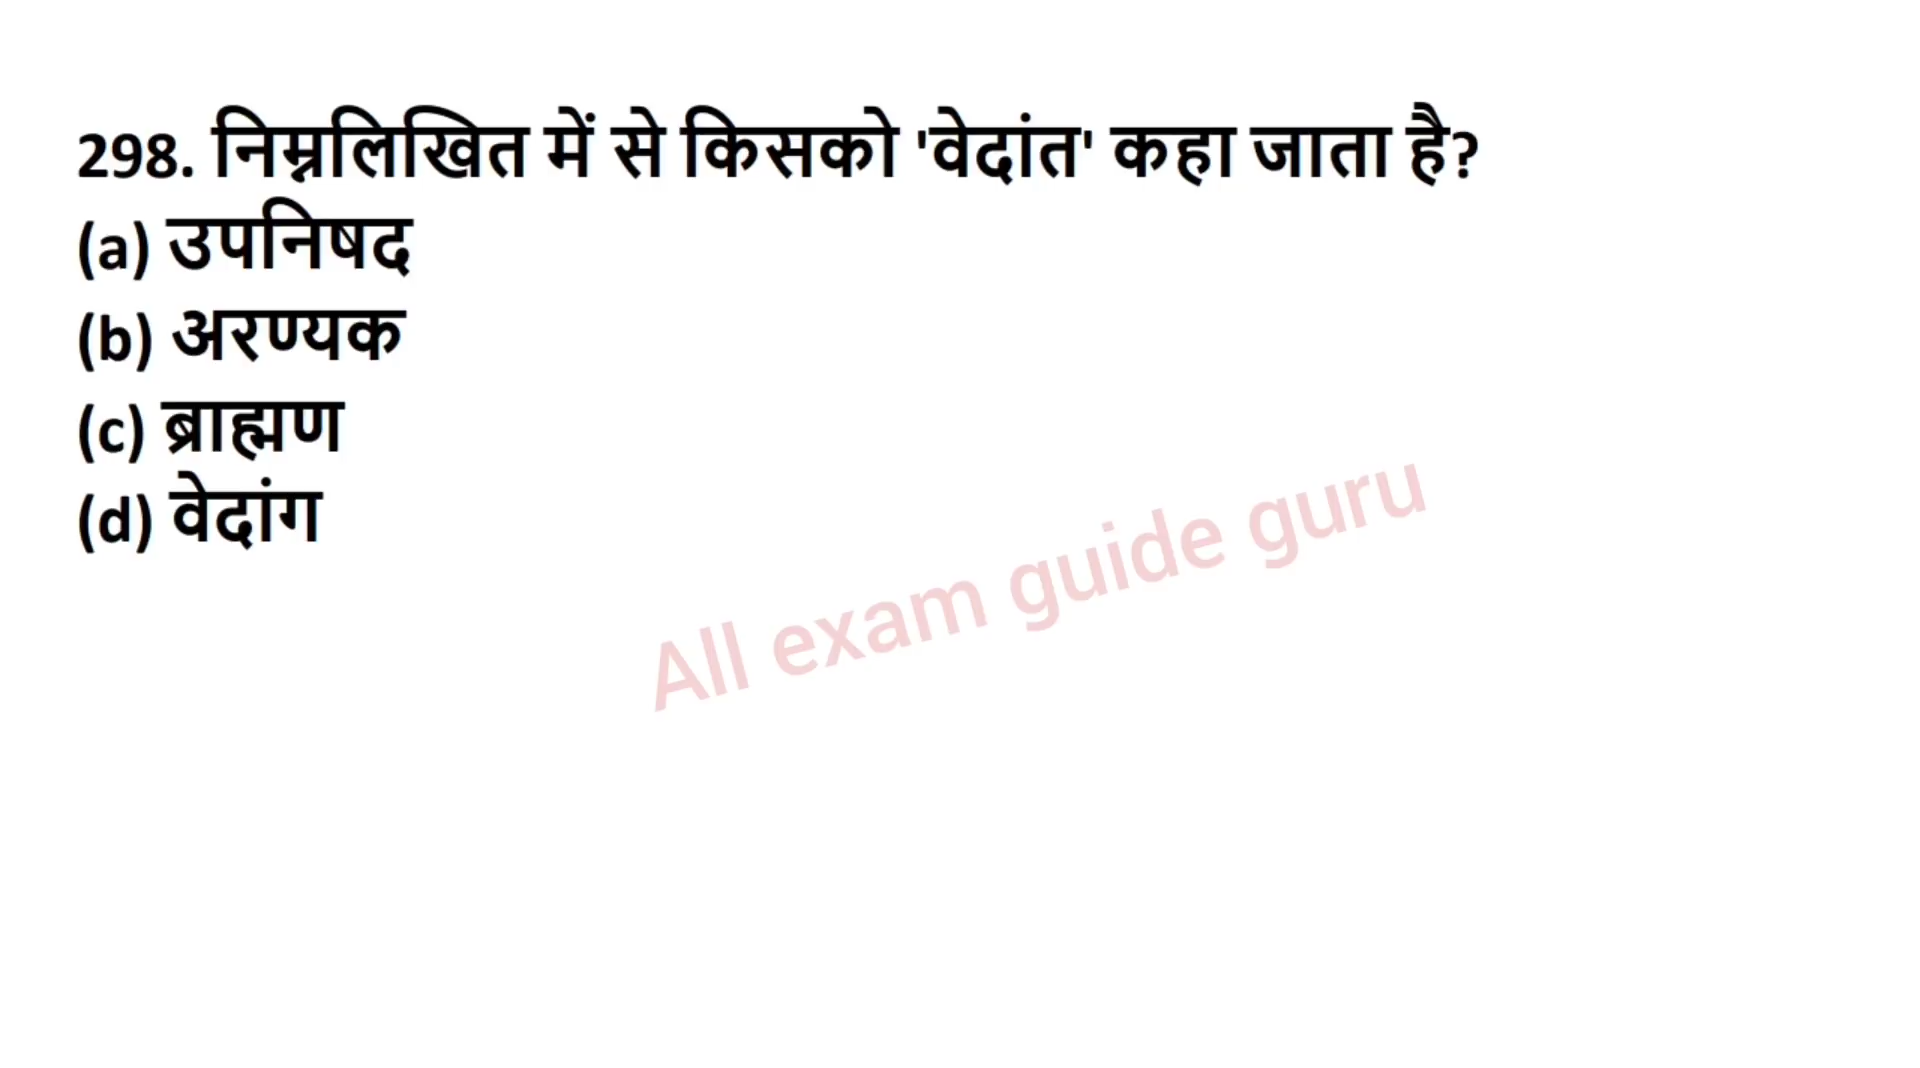 298. निम्नलिखित में से किसको 'वेदांत' कहा जाता है?
(a) उपनिषद
(b) अरण्यक
(c) ब्राह्मण
(d) वेदांग
All exam guide guru